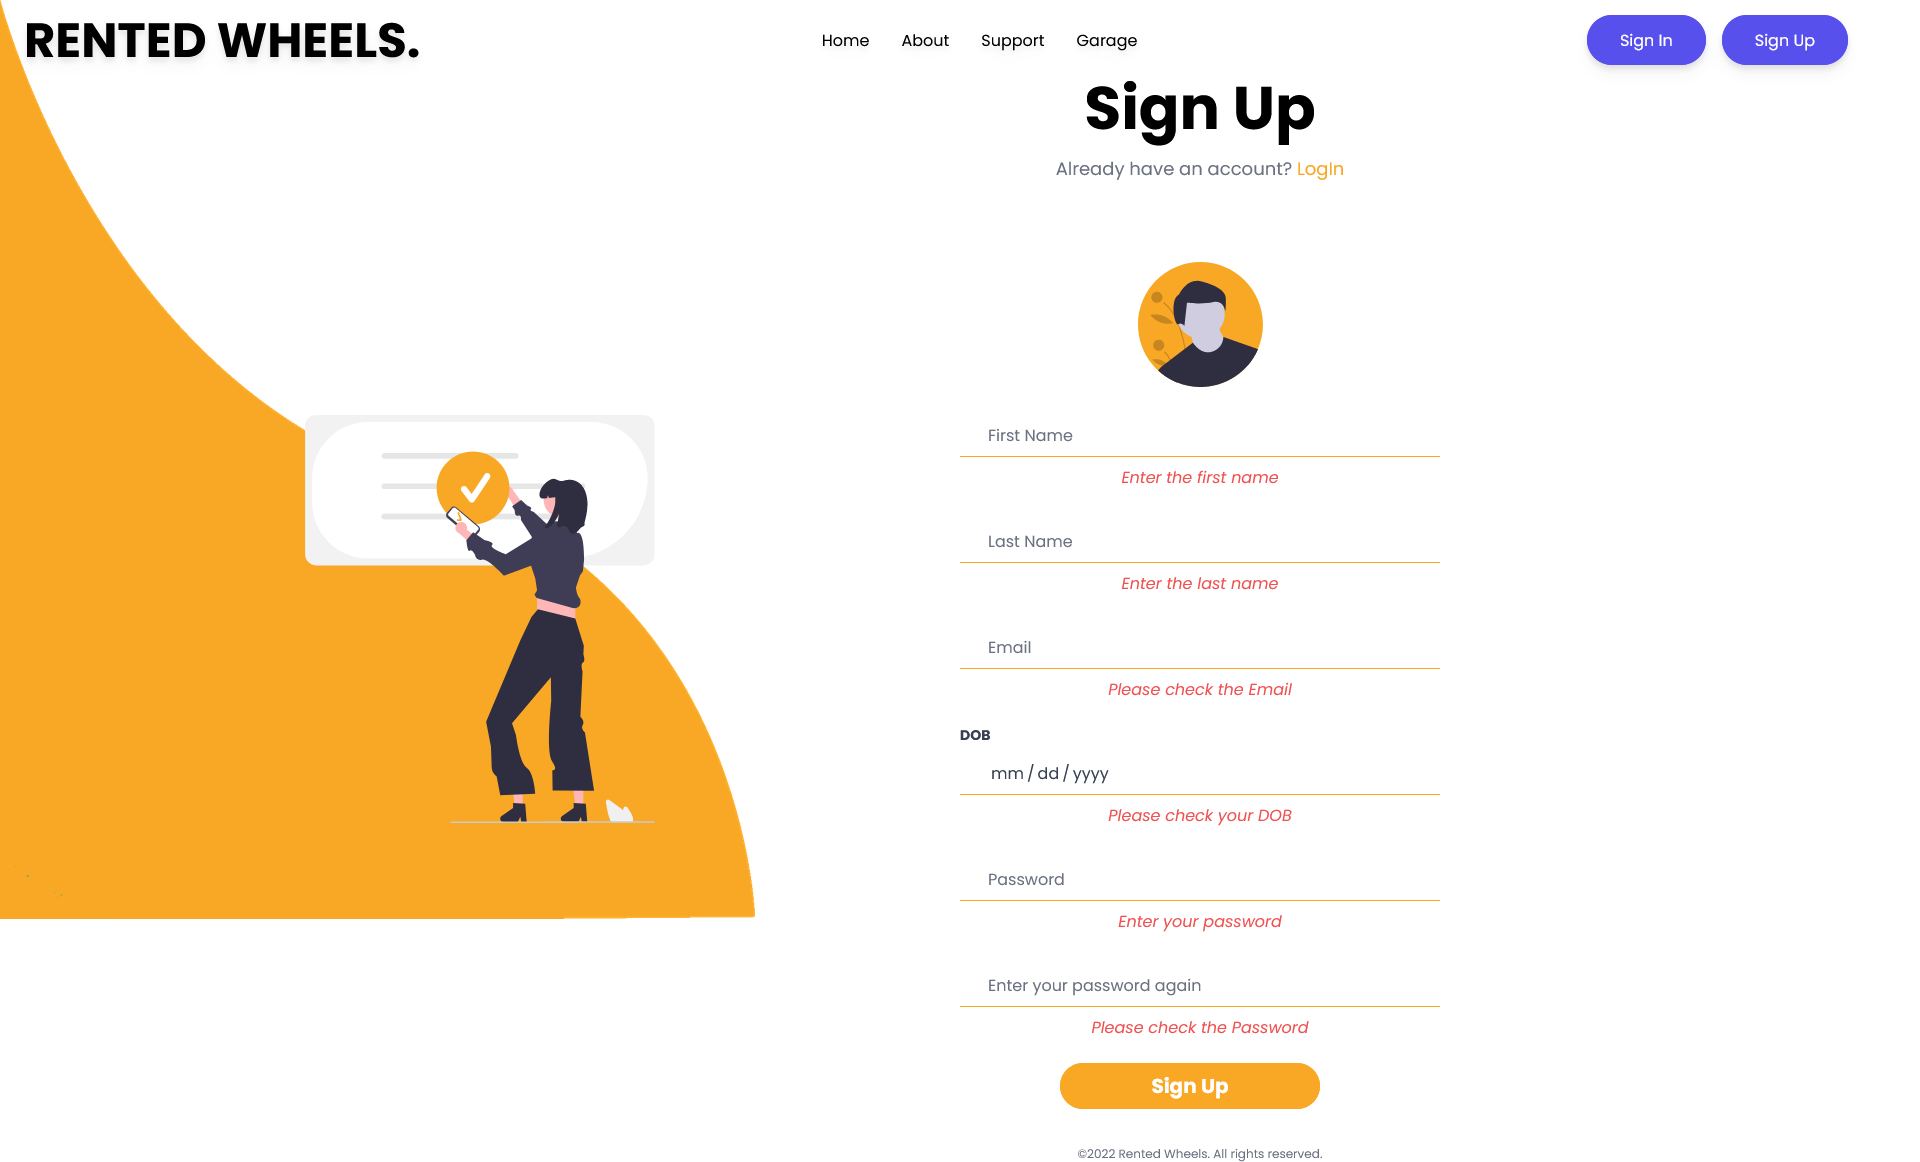 RENTED WHEELS.
Home About Support Garage
Sign In
Sign Up
Sign Up
Already have an account? LogIn
First Name
Enter the first name
Last Name
Enter the last name
Email
Please check the Email
DOB
mm/dd/yyyy
Please check your DOB
Password
Enter your password
Enter your password again
Please check the Password
Sign Up
©2022 Rented Wheels. All rights reserved.